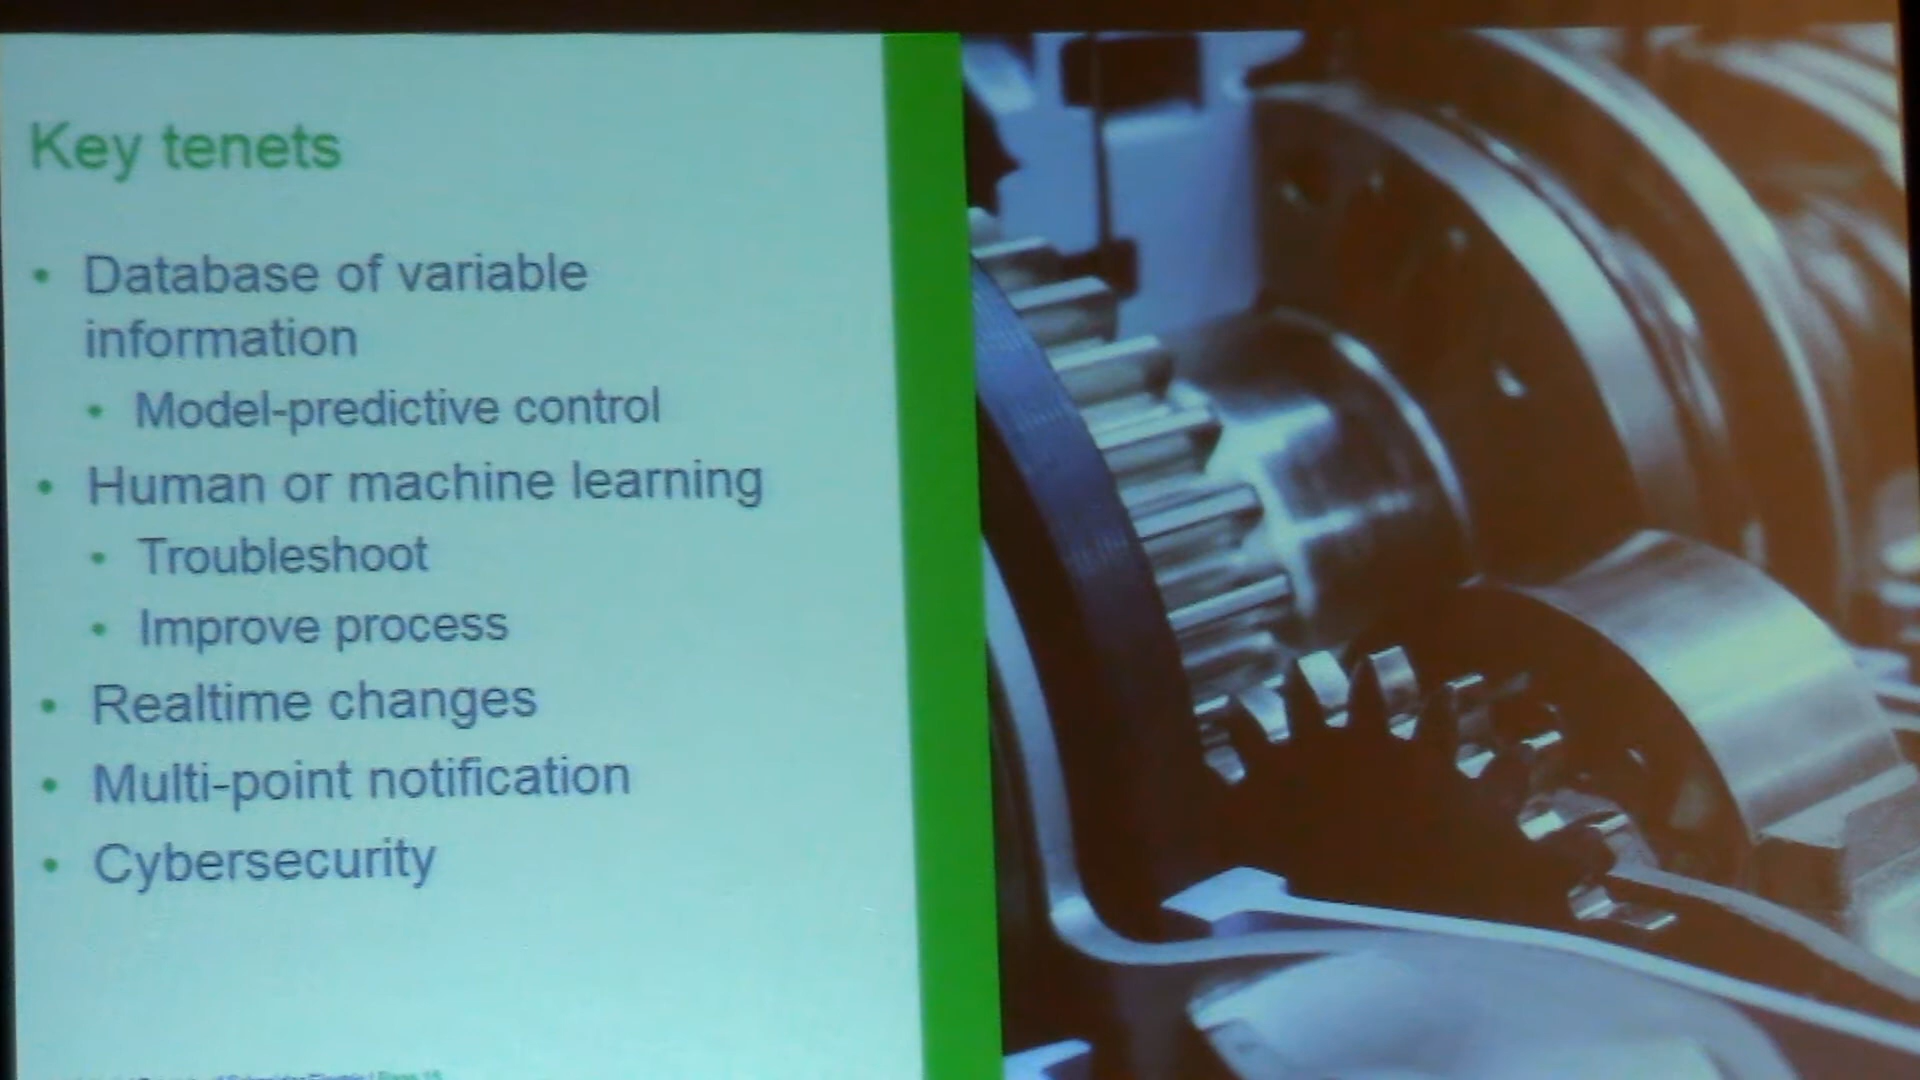 Key tenets
• Database of variable
information
• Model-predictive control
• Human or machine learning
• Troubleshoot
• Improve process
• Realtime changes
• Multi-point notification
• Cybersecurity